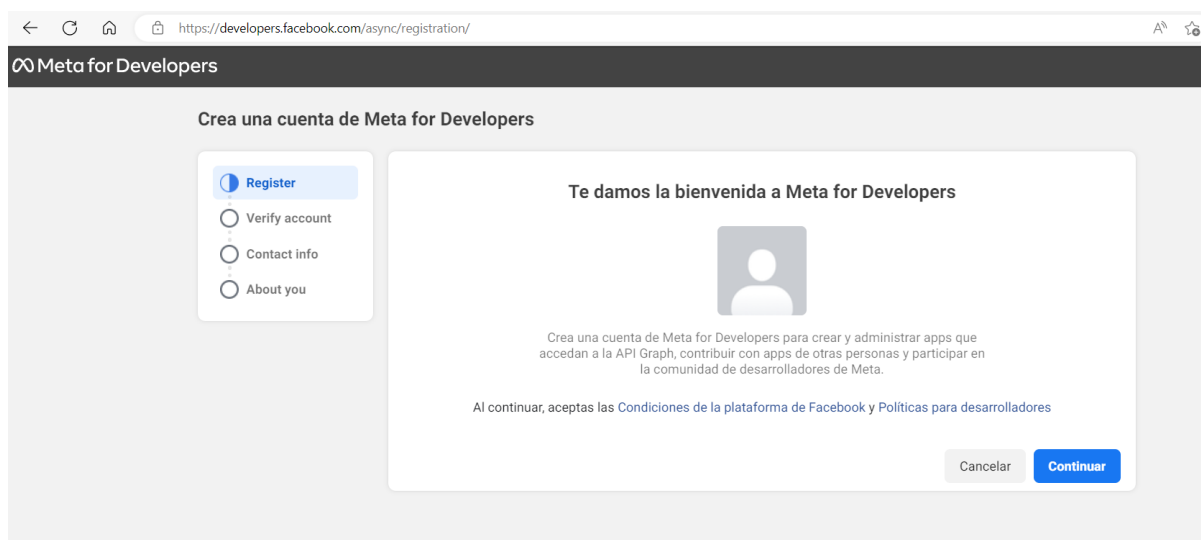 https://developers.facebook.com/async/registration/
Meta for Developers
Crea una cuenta de Meta for Developers
Register
Verify account
Contact info
About you
Te damos la bienvenida a Meta for Developers
Crea una cuenta de Meta for Developers para crear y administrar apps que
accedan a la API Graph, contribuir con apps de otras personas y participar en
la comunidad de desarrolladores de Meta.
Al continuar, aceptas las Condiciones de la plataforma de Facebook y Políticas para desarrolladores
Cancelar
Continuar